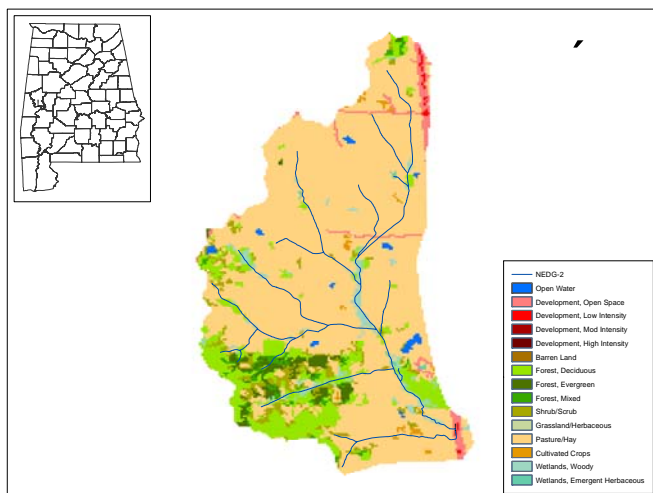 NEDG-2
Open Water
Development, Open Space
Development, Low Intensity
Development, Mod Intensity
Development, High Intensity
Barren Land
Forest, Deciduous
Forest, Evergreen
Forest, Mixed
Shrub/Scrub
Grassland/Herbaceous
Pasture/Hay
Cultivated Crops
Wetlands, Woody
Wetlands, Emergent Herbaceous